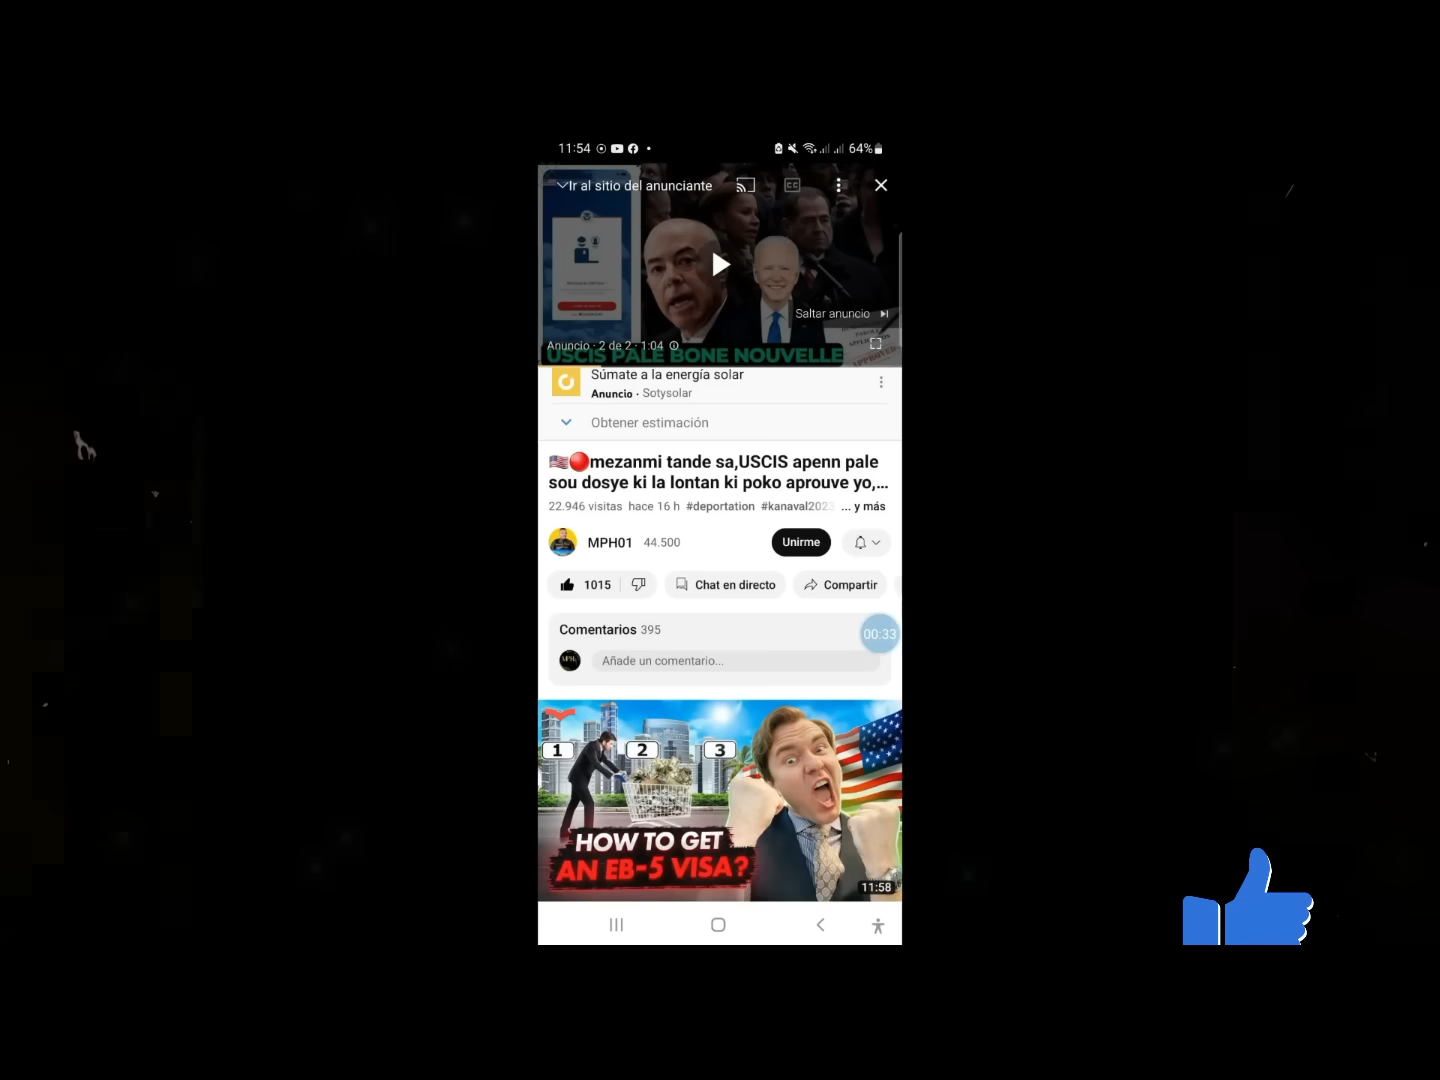 11:54 64%
Ir al sitio del anunciante CC
Saltar anuncio
Anuncio · 2 de 2 · 1:04
USCIS PALE BONE NOUVELLE
Súmate a la energía solar
Anuncio · Sotysolar
Obtener estimación
🇺🇸🔴mezanmi tande sa,USCIS apenn pale
sou dosye ki la lontan ki poko aprouve yo,...
22.946 visitas hace 16 h #deportation #kanaval2023 ... y más
MPH01 44.500 Unirme
1015 Chat en directo Compartir
Comentarios 395
00:33
Añade un comentario...
1 2 3
HOW TO GET
AN EB-5 VISA?
11:58